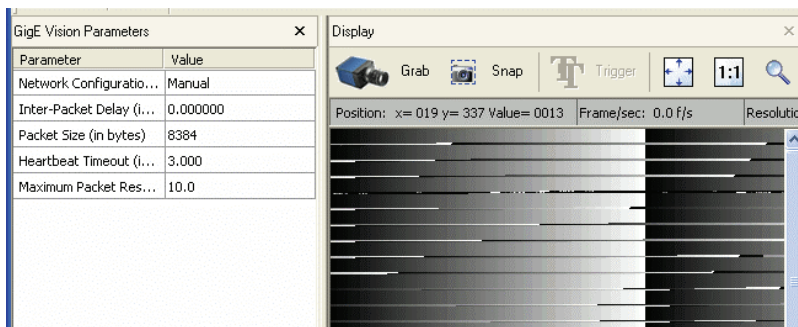 GigE Vision Parameters
Parameter Value
Network Configuratio... Manual
Inter-Packet Delay (i... 0.000000
Packet Size (in bytes) 8384
Heartbeat Timeout (i... 3.000
Maximum Packet Res... 10.0
Display
Grab Snap Trigger 1:1
Position: x= 019 y= 337 Value= 0013 Frame/sec: 0.0 f/s Resolutio